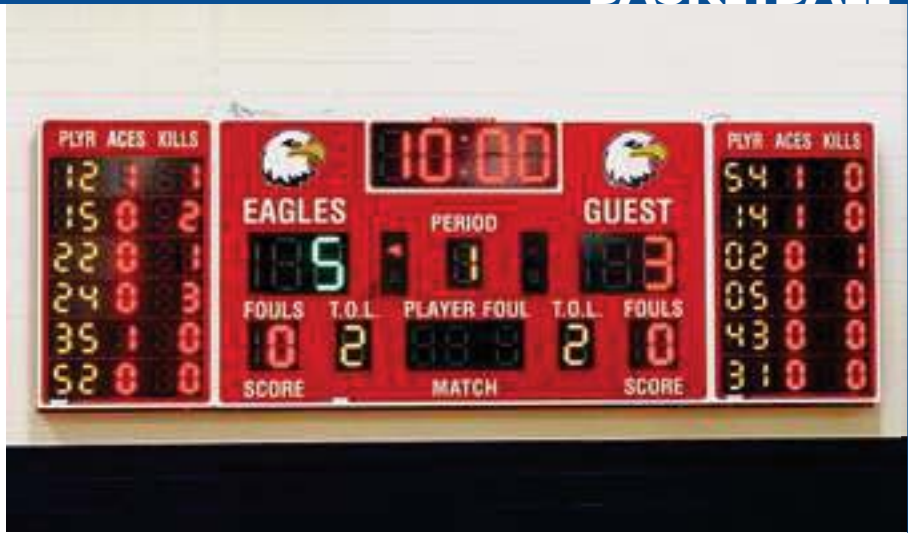 BASKETBALL
10:00
PLYR ACES KILLS
12 1 1
15 0 2
22 0 1
24 0 3
35 1 0
52 0 0
EAGLES
5
PERIOD
1
GUEST
3
FOULS T.O.L. PLAYER FOUL T.O.L. FOULS
0 2 2 0
SCORE MATCH SCORE
PLYR ACES KILLS
54 1 0
14 1 0
02 0 1
05 0 0
43 0 0
31 0 0